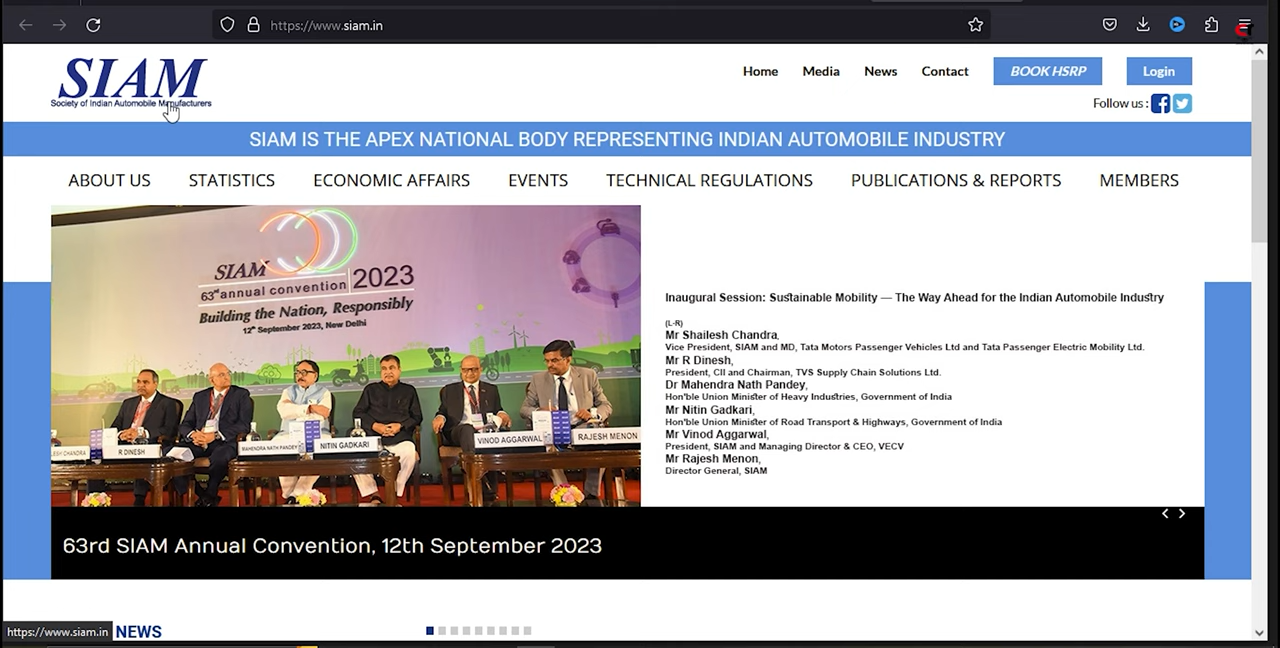 https://www.siam.in
SIAM
Society of Indian Automobile Manufacturers
Home Media News Contact BOOK HSRP Login
Follow us :
SIAM IS THE APEX NATIONAL BODY REPRESENTING INDIAN AUTOMOBILE INDUSTRY
ABOUT US STATISTICS ECONOMIC AFFAIRS EVENTS TECHNICAL REGULATIONS PUBLICATIONS & REPORTS MEMBERS
SIAM
63rd annual convention 2023
Building the Nation, Responsibly
12th September 2023, New Delhi
R DINESH
MAHENDRA NATH PANDEY
NITIN GADKARI
VINOD AGGARWAL
RAJESH MENON
Inaugural Session: Sustainable Mobility — The Way Ahead for the Indian Automobile Industry
(L-R)
Mr Shailesh Chandra,
Vice President, SIAM and MD, Tata Motors Passenger Vehicles Ltd and Tata Passenger Electric Mobility Ltd.
Mr R Dinesh,
President, CII and Chairman, TVS Supply Chain Solutions Ltd.
Dr Mahendra Nath Pandey,
Hon'ble Union Minister of Heavy Industries, Government of India
Mr Nitin Gadkari,
Hon'ble Union Minister of Road Transport & Highways, Government of India
Mr Vinod Aggarwal,
President, SIAM and Managing Director & CEO, VECV
Mr Rajesh Menon,
Director General, SIAM
63rd SIAM Annual Convention, 12th September 2023
https://www.siam.in NEWS